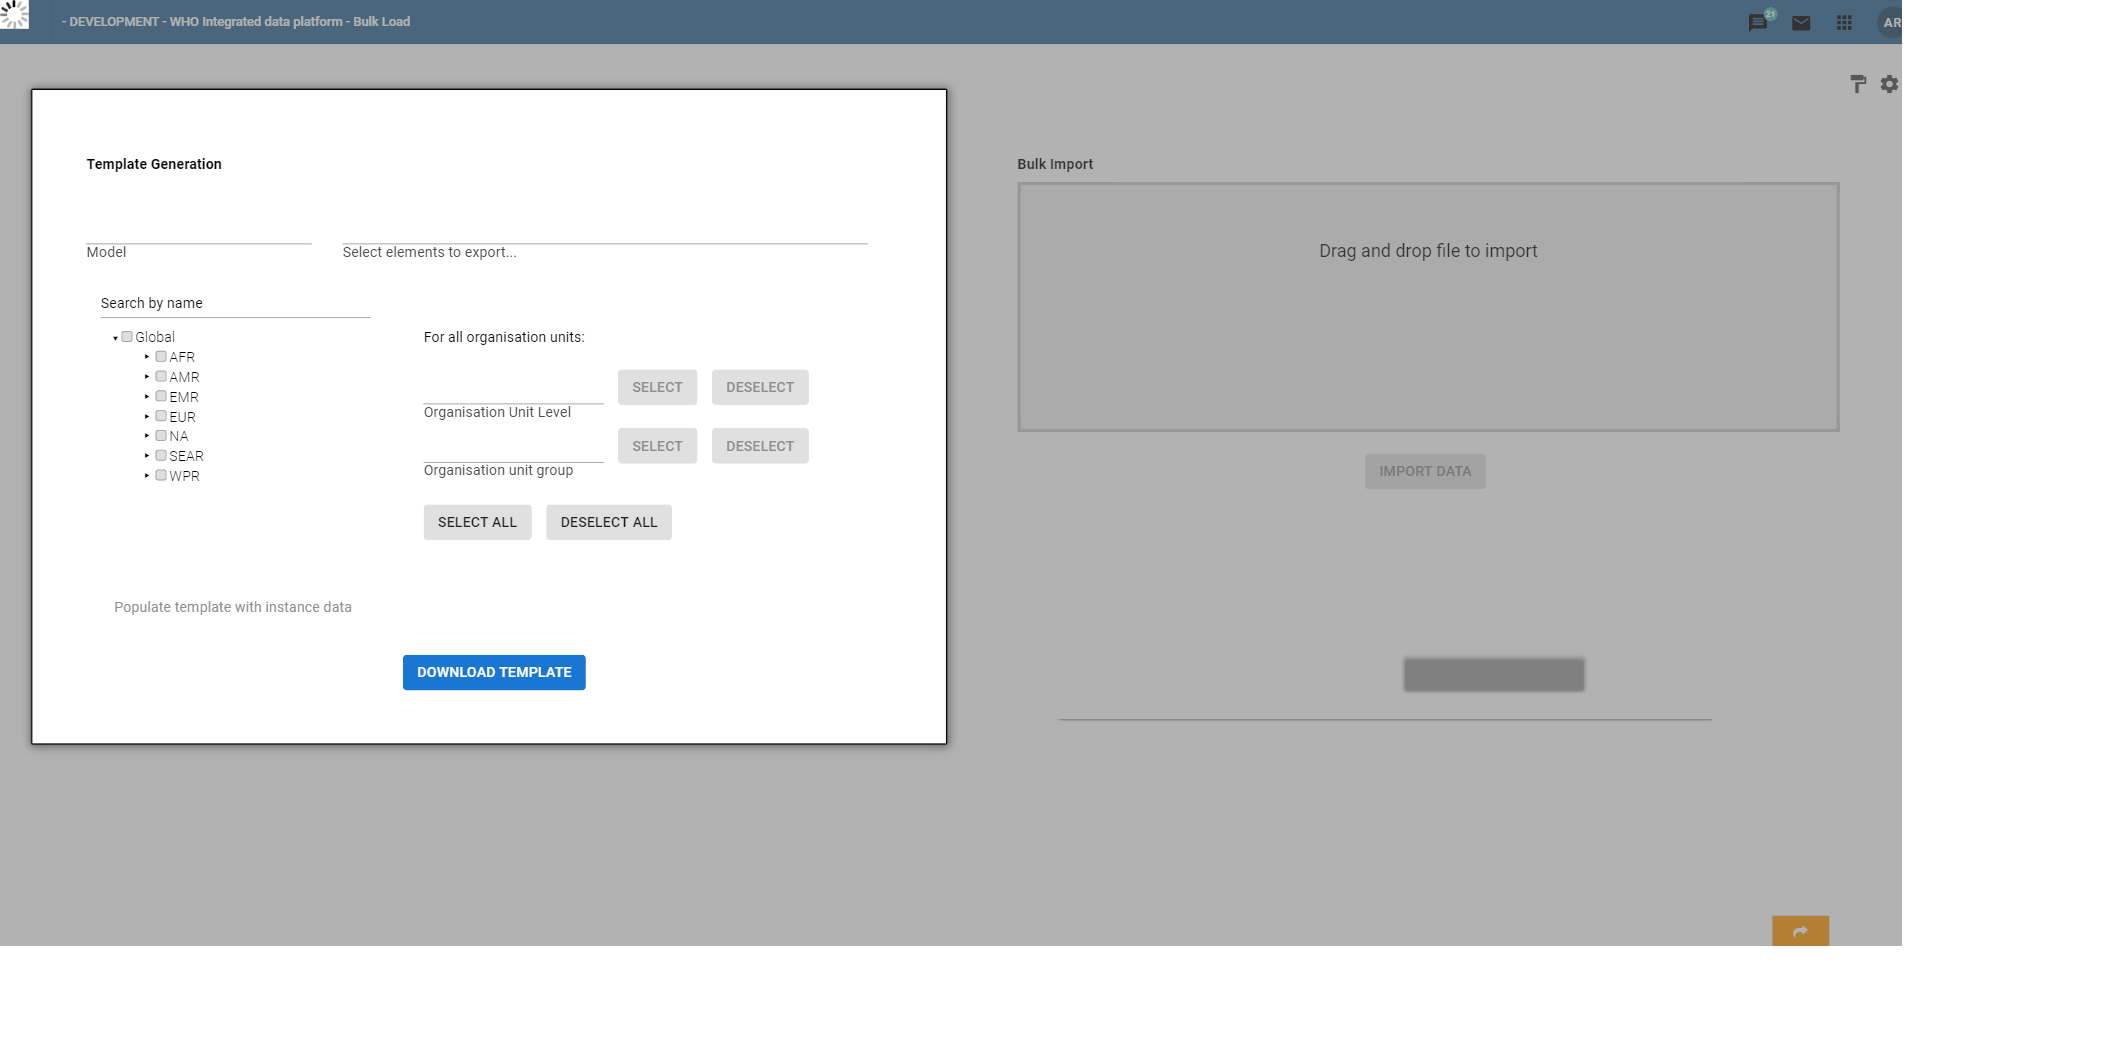 - DEVELOPMENT - WHO Integrated data platform - Bulk Load
21
AR
Template Generation
Model
Select elements to export...
Search by name
Global
AFR
AMR
EMR
EUR
NA
SEAR
WPR
For all organisation units:
SELECT DESELECT
Organisation Unit Level
SELECT DESELECT
Organisation unit group
SELECT ALL DESELECT ALL
Populate template with instance data
DOWNLOAD TEMPLATE
Bulk Import
Drag and drop file to import
IMPORT DATA